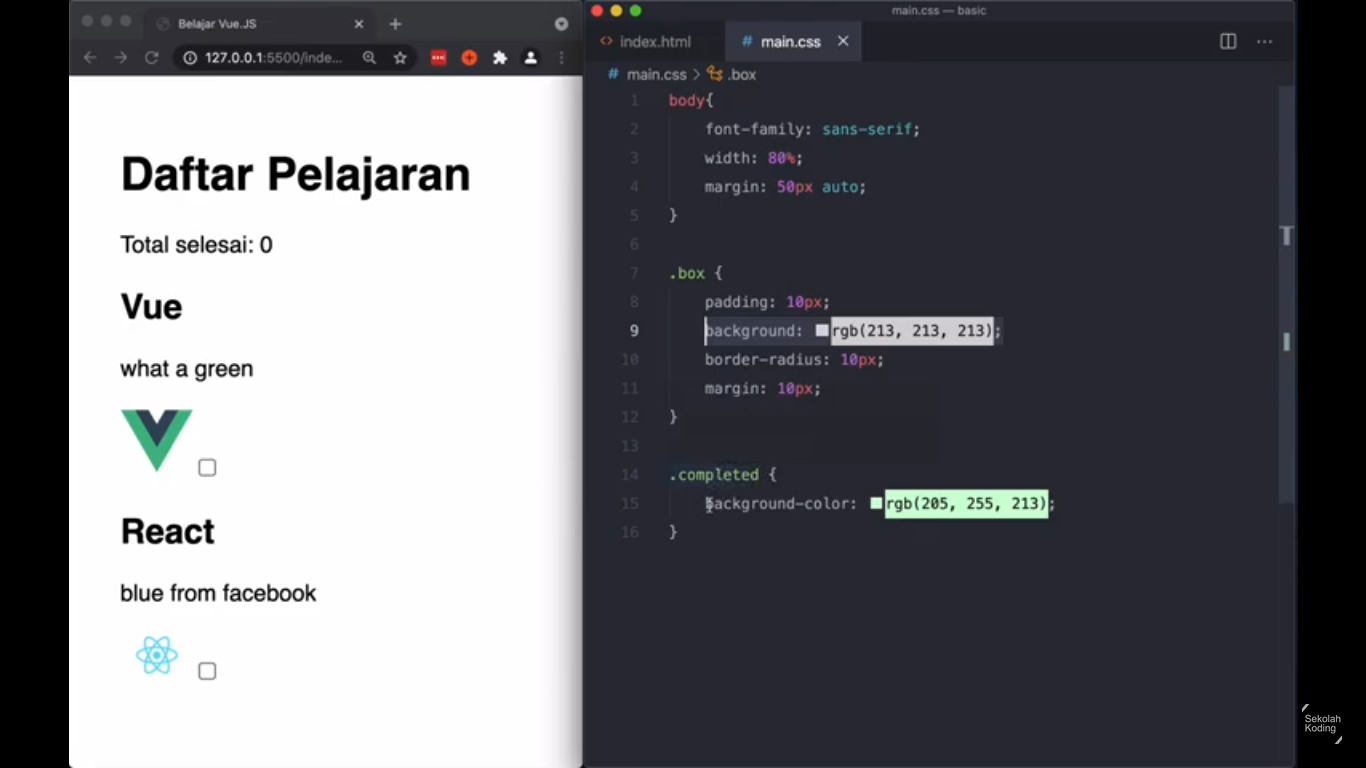 Belajar Vue.JS
127.0.0.1:5500/inde...
Daftar Pelajaran
Total selesai: 0
Vue
what a green
React
blue from facebook
main.css — basic
index.html
# main.css
# main.css > .box
1 body{
2 font-family: sans-serif;
3 width: 80%;
4 margin: 50px auto;
5 }
6
7 .box {
8 padding: 10px;
9 background: rgb(213, 213, 213);
10 border-radius: 10px;
11 margin: 10px;
12 }
13
14 .completed {
15 background-color: rgb(205, 255, 213);
16 }
Sekolah
Koding